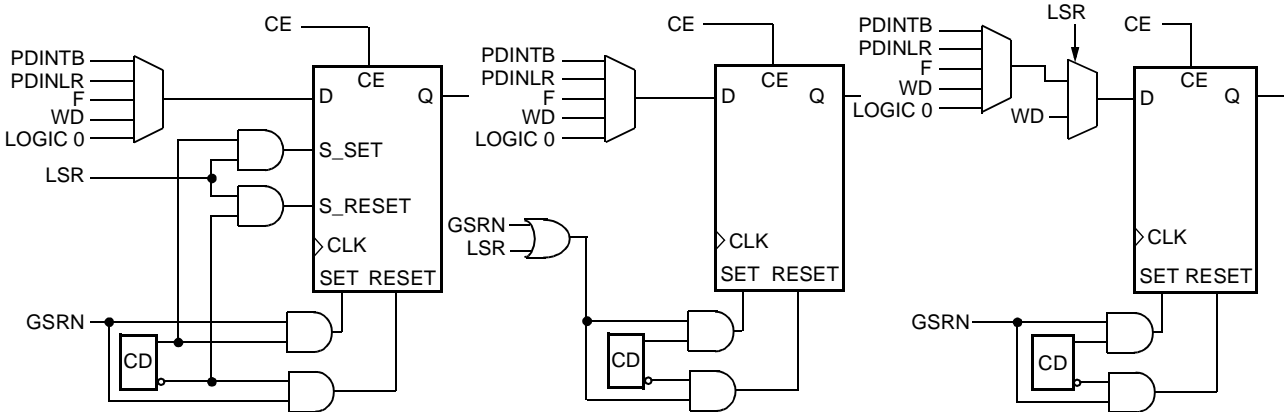 CE
PDINTB
PDINLR
F
WD
LOGIC 0
CE
D
Q
S_SET
LSR
S_RESET
CLK
SET RESET
GSRN
CD
CE
PDINTB
PDINLR
F
WD
LOGIC 0
CE
D
Q
GSRN
LSR
CLK
SET RESET
CD
LSR
CE
PDINTB
PDINLR
F
WD
LOGIC 0
WD
CE
D
Q
CLK
SET RESET
GSRN
CD